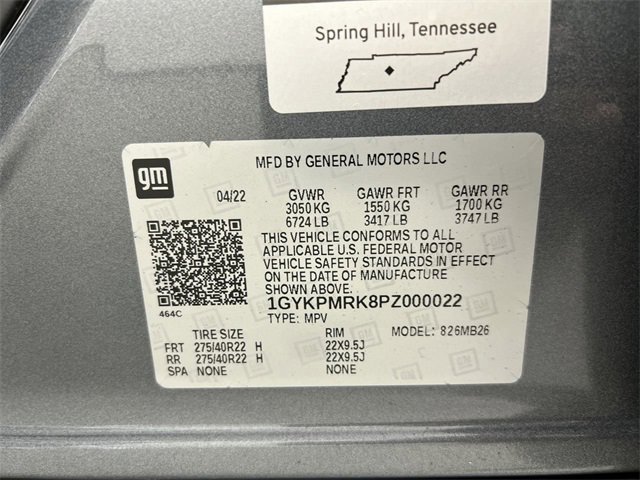 Spring Hill, Tennessee
gm
MFD BY GENERAL MOTORS LLC
04/22 GVWR GAWR FRT GAWR RR
3050 KG 1550 KG 1700 KG
6724 LB 3417 LB 3747 LB
THIS VEHICLE CONFORMS TO ALL
APPLICABLE U.S. FEDERAL MOTOR
VEHICLE SAFETY STANDARDS IN EFFECT
ON THE DATE OF MANUFACTURE
464C
1GYKPMRK8PZ000022
TYPE: MPV
TIRE SIZE RIM MODEL: 826MB26
FRT 275/40R22 H 22X9.5J
RR 275/40R22 H 22X9.5J
SPA NONE NONE